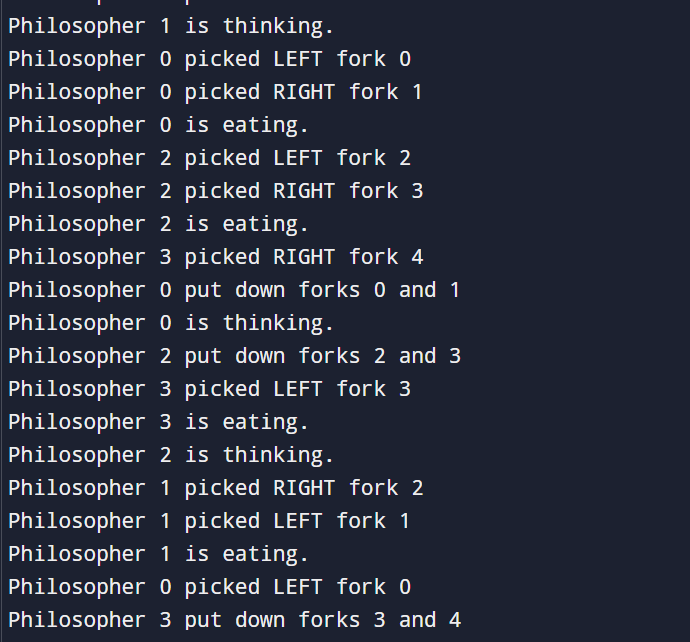 Philosopher 1 is thinking.
Philosopher 0 picked LEFT fork 0
Philosopher 0 picked RIGHT fork 1
Philosopher 0 is eating.
Philosopher 2 picked LEFT fork 2
Philosopher 2 picked RIGHT fork 3
Philosopher 2 is eating.
Philosopher 3 picked RIGHT fork 4
Philosopher 0 put down forks 0 and 1
Philosopher 0 is thinking.
Philosopher 2 put down forks 2 and 3
Philosopher 3 picked LEFT fork 3
Philosopher 3 is eating.
Philosopher 2 is thinking.
Philosopher 1 picked RIGHT fork 2
Philosopher 1 picked LEFT fork 1
Philosopher 1 is eating.
Philosopher 0 picked LEFT fork 0
Philosopher 3 put down forks 3 and 4